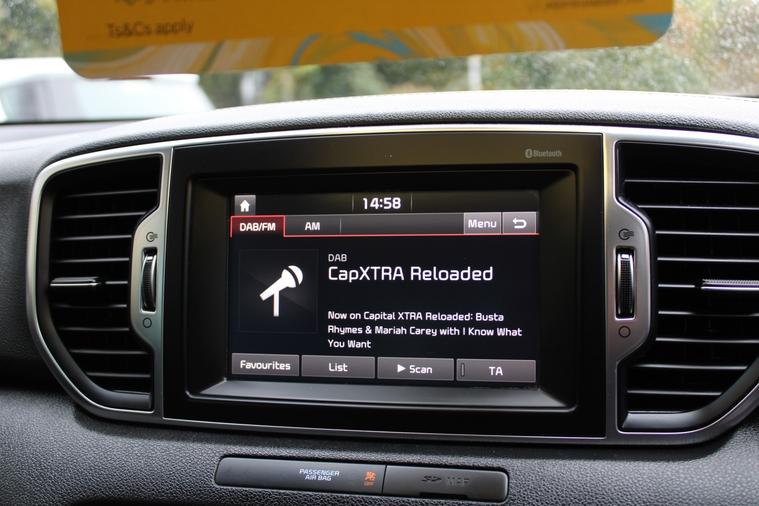 Ts&Cs apply
Bluetooth
14:58
DAB/FM AM Menu
DAB
CapXTRA Reloaded
Now on Capital XTRA Reloaded: Busta
Rhymes & Mariah Carey with I Know What
You Want
Favourites List Scan TA
PASSENGER
AIR BAG
OFF